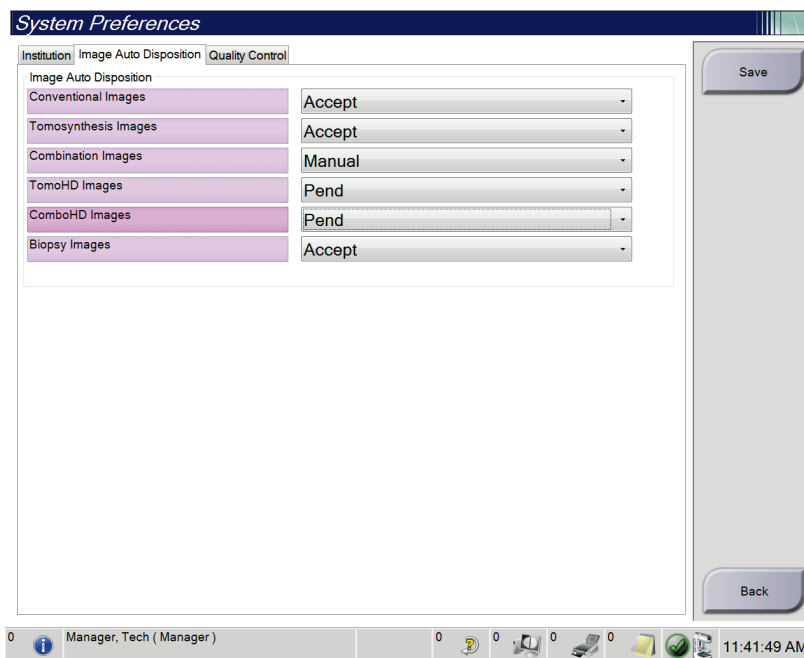 System Preferences
Institution Image Auto Disposition Quality Control
Save
Image Auto Disposition
Conventional Images Accept
Tomosynthesis Images Accept
Combination Images Manual
TomoHD Images Pend
ComboHD Images Pend
Biopsy Images Accept
Back
0 Manager, Tech ( Manager ) 0 0 0 0 11:41:49 AM